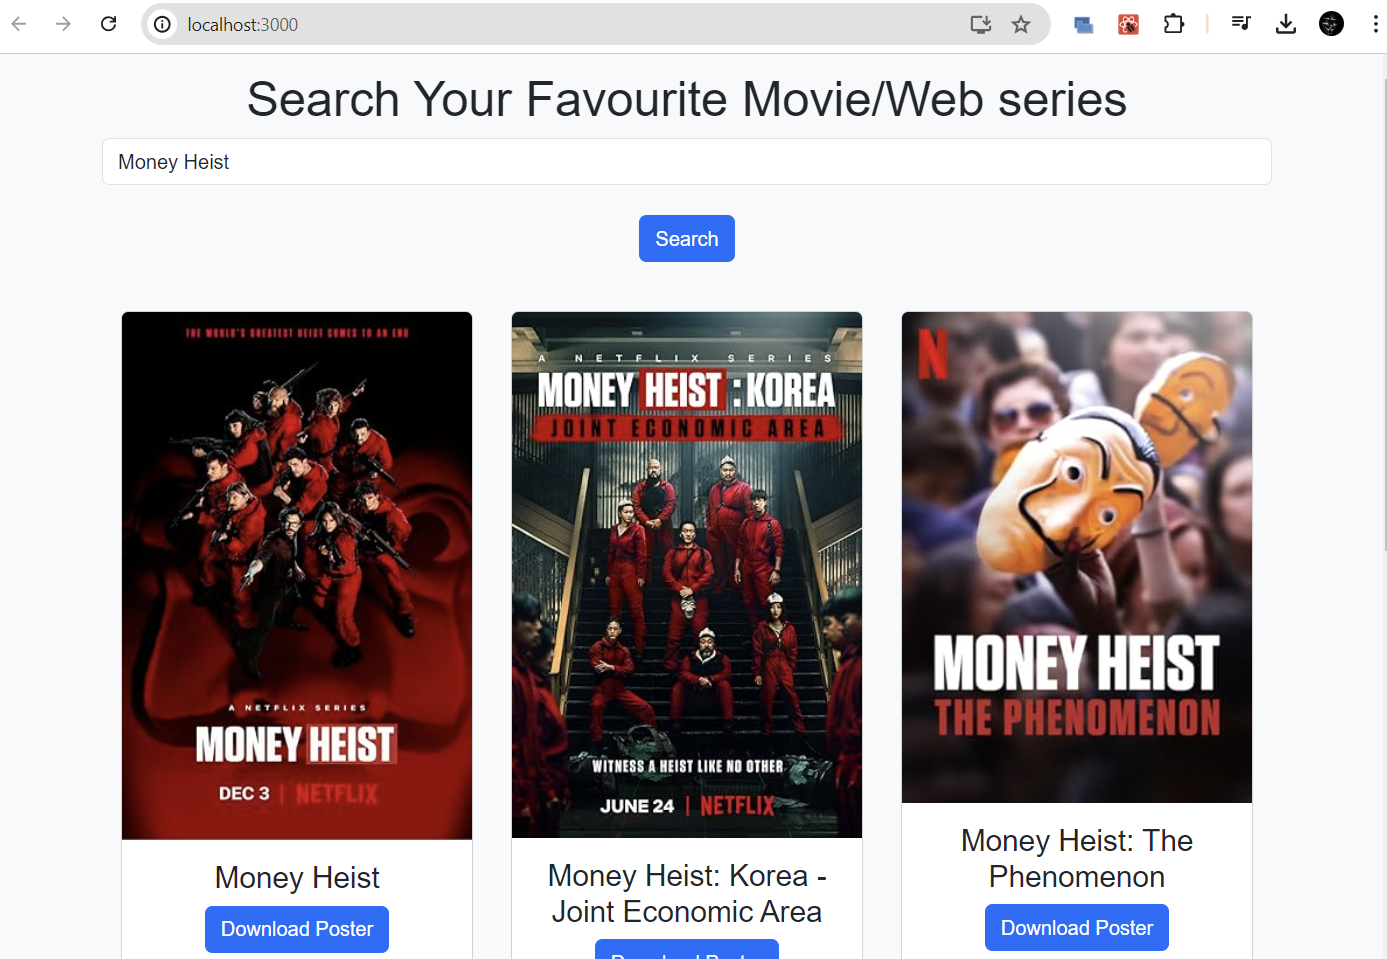 localhost:3000
Search Your Favourite Movie/Web series
Money Heist
Search
THE WORLD'S GREATEST HEIST COMES TO AN END
A NETFLIX SERIES
MONEY HEIST
DEC 3 | NETFLIX
Money Heist
Download Poster
A NETFLIX SERIES
MONEY HEIST : KOREA
JOINT ECONOMIC AREA
WITNESS A HEIST LIKE NO OTHER
JUNE 24 | NETFLIX
Money Heist: Korea -
Joint Economic Area
Download Poster
N
MONEY HEIST
THE PHENOMENON
Money Heist: The
Phenomenon
Download Poster